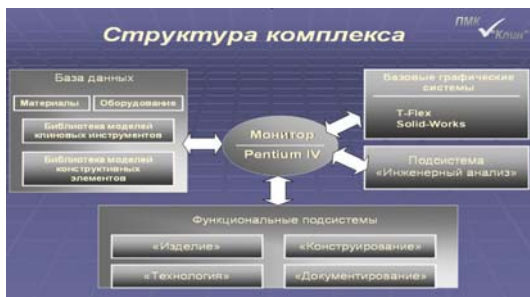 Структура комплекса
ПМК
"Клин"
База данных
Материалы
Оборудование
Библиотека моделей
клиновых инструментов
Библиотека моделей
конструктивных
элементов
Монитор
Pentium IV
Базовые графические
системы
T-Flex
Solid-Works
Подсистема
«Инженерный анализ»
Функциональные подсистемы
«Изделие»
«Конструирование»
«Технология»
«Документирование»